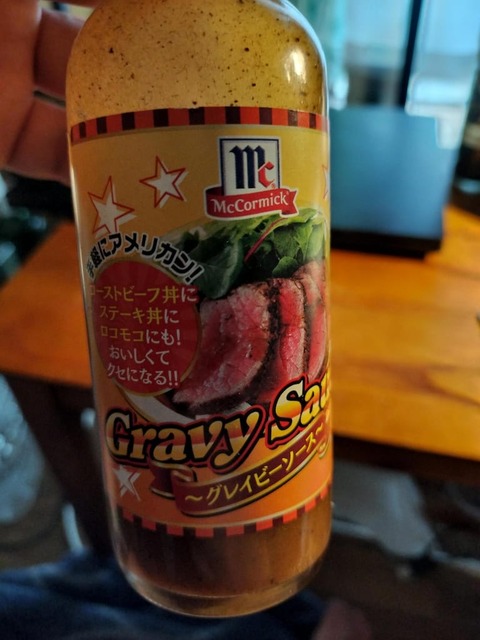 Mc
McCormick
手軽にアメリカン!
ローストビーフ丼に
ステーキ丼に
ロコモコにも!
おいしくて
クセになる!!
Gravy
～グレイビーソース～